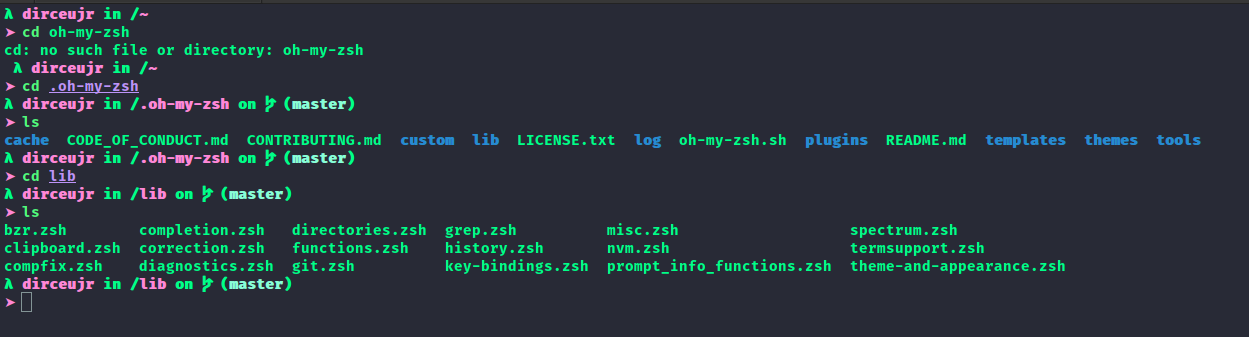 λ dirceujr in /~
➤ cd oh-my-zsh
cd: no such file or directory: oh-my-zsh
λ dirceujr in /~
➤ cd .oh-my-zsh
λ dirceujr in /.oh-my-zsh on (master)
➤ ls
cache CODE_OF_CONDUCT.md CONTRIBUTING.md custom lib LICENSE.txt log oh-my-zsh.sh plugins README.md templates themes tools
λ dirceujr in /.oh-my-zsh on (master)
➤ cd lib
λ dirceujr in /lib on (master)
➤ ls
bzr.zsh completion.zsh directories.zsh grep.zsh misc.zsh spectrum.zsh
clipboard.zsh correction.zsh functions.zsh history.zsh nvm.zsh termsupport.zsh
compfix.zsh diagnostics.zsh git.zsh key-bindings.zsh prompt_info_functions.zsh theme-and-appearance.zsh
λ dirceujr in /lib on (master)
➤